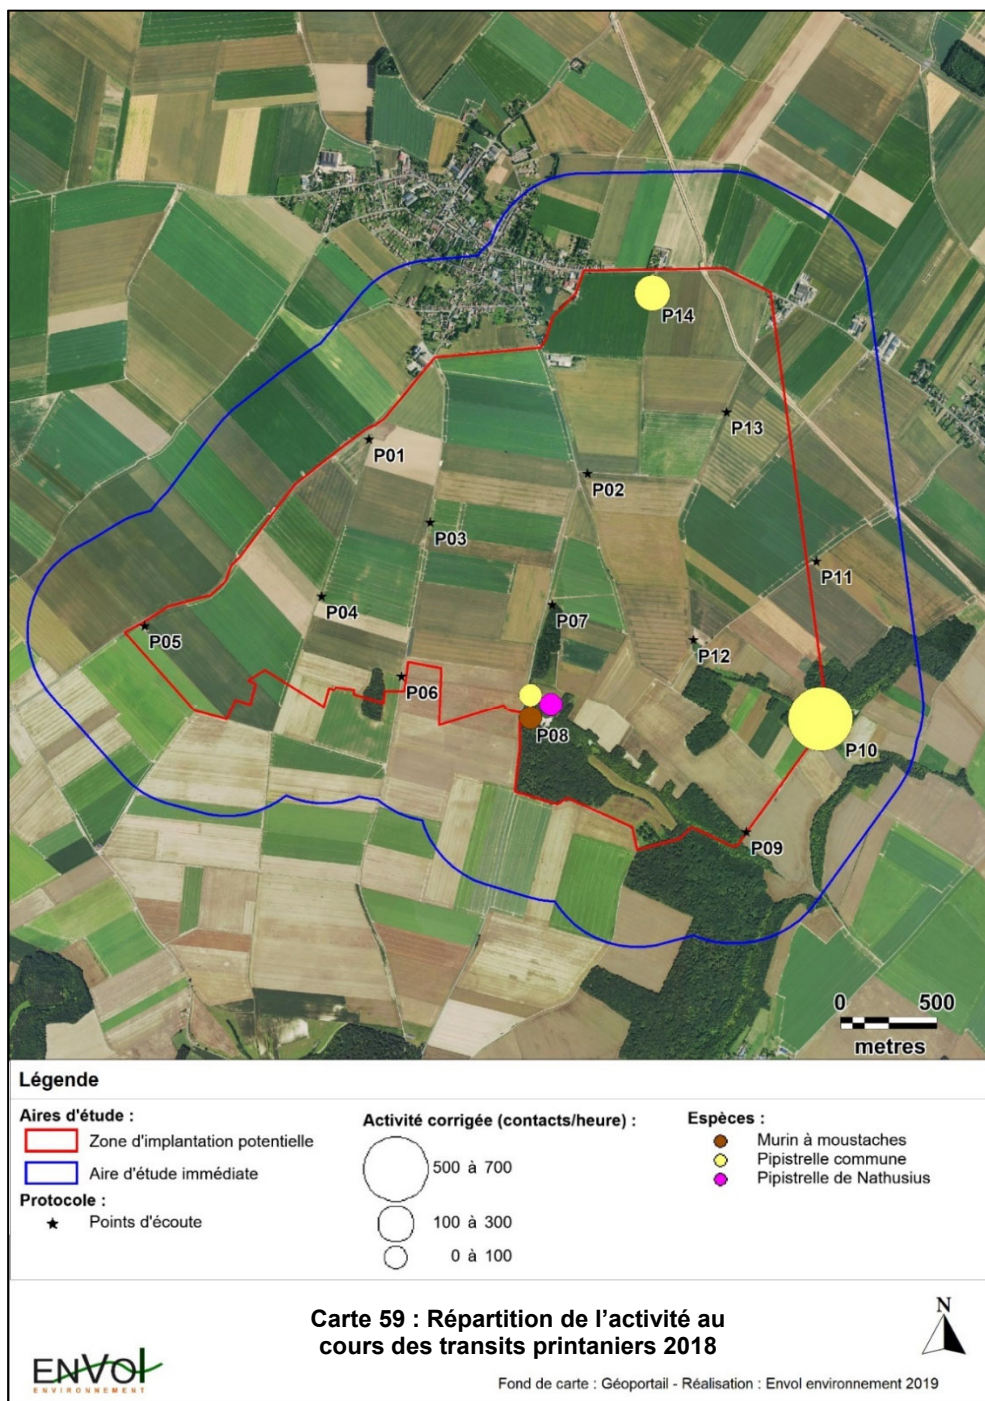 P14
P13
P01
P02
P03
P11
P04
P07
P05
P12
P06
P08
P10
P09
0 500
metres
Légende
Aires d'étude :
Zone d'implantation potentielle
Aire d'étude immédiate
Protocole :
Points d'écoute
Activité corrigée (contacts/heure) :
500 à 700
100 à 300
0 à 100
Espèces :
Murin à moustaches
Pipistrelle commune
Pipistrelle de Nathusius
Carte 59 : Répartition de l'activité au
cours des transits printaniers 2018
N
ENVOl
ENVIRONNEMENT
Fond de carte : Géoportail - Réalisation : Envol environnement 2019